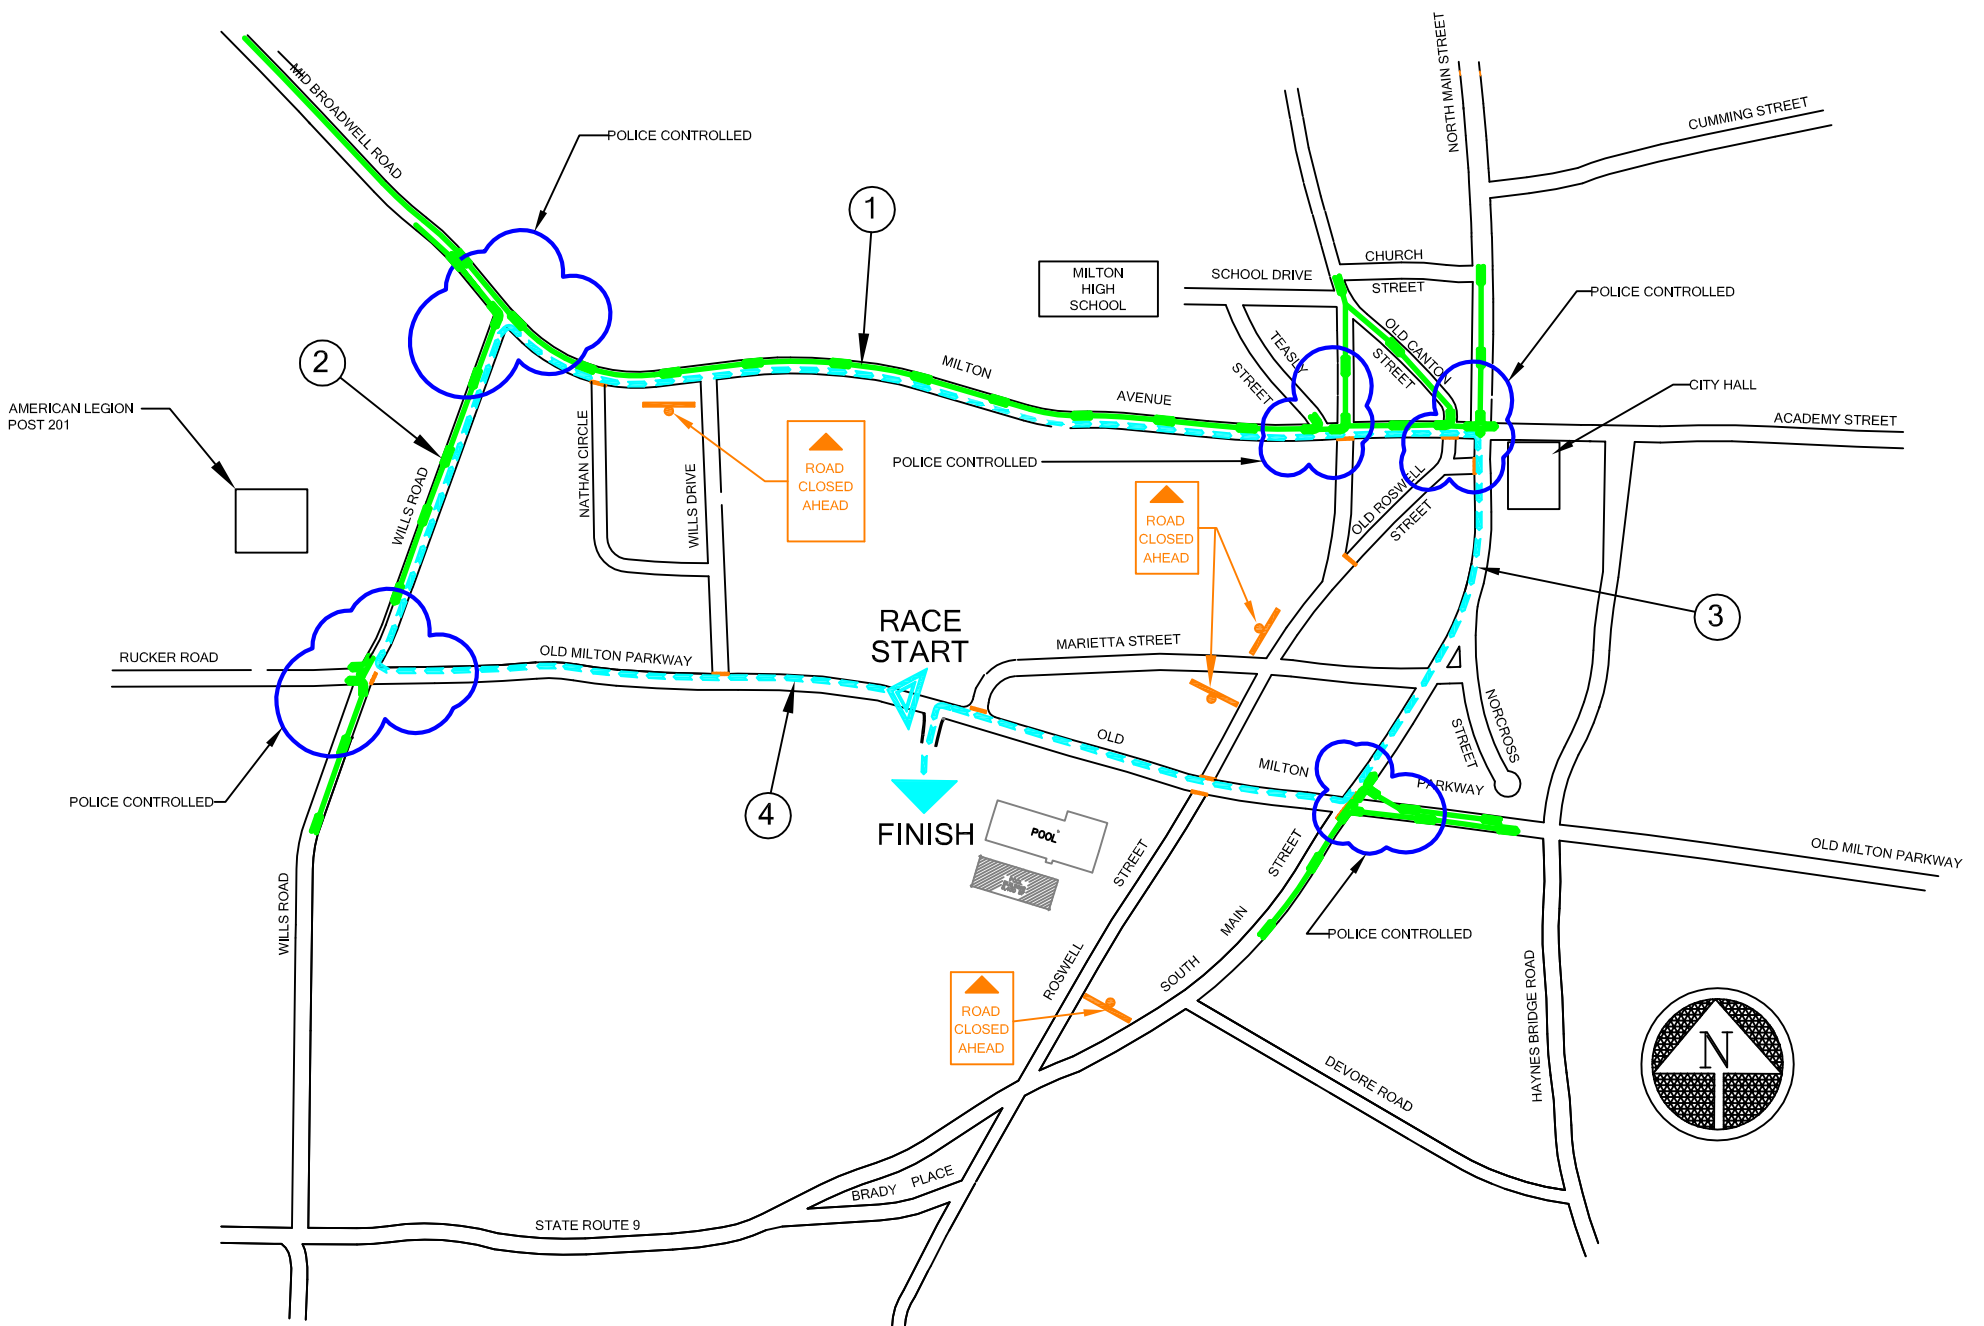 MID BROADWELL ROAD
POLICE CONTROLLED
1
NORTH MAIN STREET
CUMMING STREET
MILTON
HIGH
SCHOOL
SCHOOL DRIVE
CHURCH
STREET
POLICE CONTROLLED
OLD CANTON
STREET
TEASLY
STREET
2
MILTON
AVENUE
CITY HALL
ACADEMY STREET
AMERICAN LEGION
POST 201
WILLS ROAD
NATHAN CIRCLE
WILLS DRIVE
ROAD
CLOSED
AHEAD
POLICE CONTROLLED
ROAD
CLOSED
AHEAD
OLD ROSWELL
STREET
3
RACE
START
MARIETTA STREET
RUCKER ROAD
OLD MILTON PARKWAY
NORCROSS
STREET
OLD
MILTON
PARKWAY
POLICE CONTROLLED
4
FINISH
POOL
STREET
STREET
OLD MILTON PARKWAY
WILLS ROAD
MAIN
POLICE CONTROLLED
SOUTH
ROSWELL
ROAD
CLOSED
AHEAD
HAYNES BRIDGE ROAD
N
DEVORE ROAD
BRADY PLACE
STATE ROUTE 9